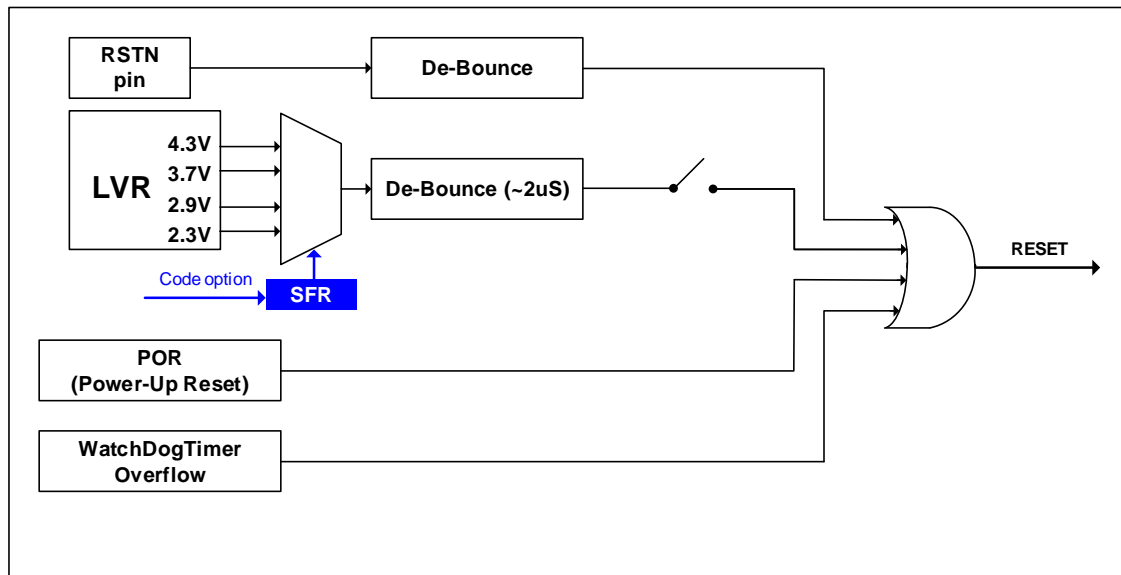 RSTN
pin
De-Bounce
LVR
4.3V
3.7V
2.9V
2.3V
De-Bounce (~2uS)
Code option
SFR
RESET
POR
(Power-Up Reset)
WatchDogTimer
Overflow